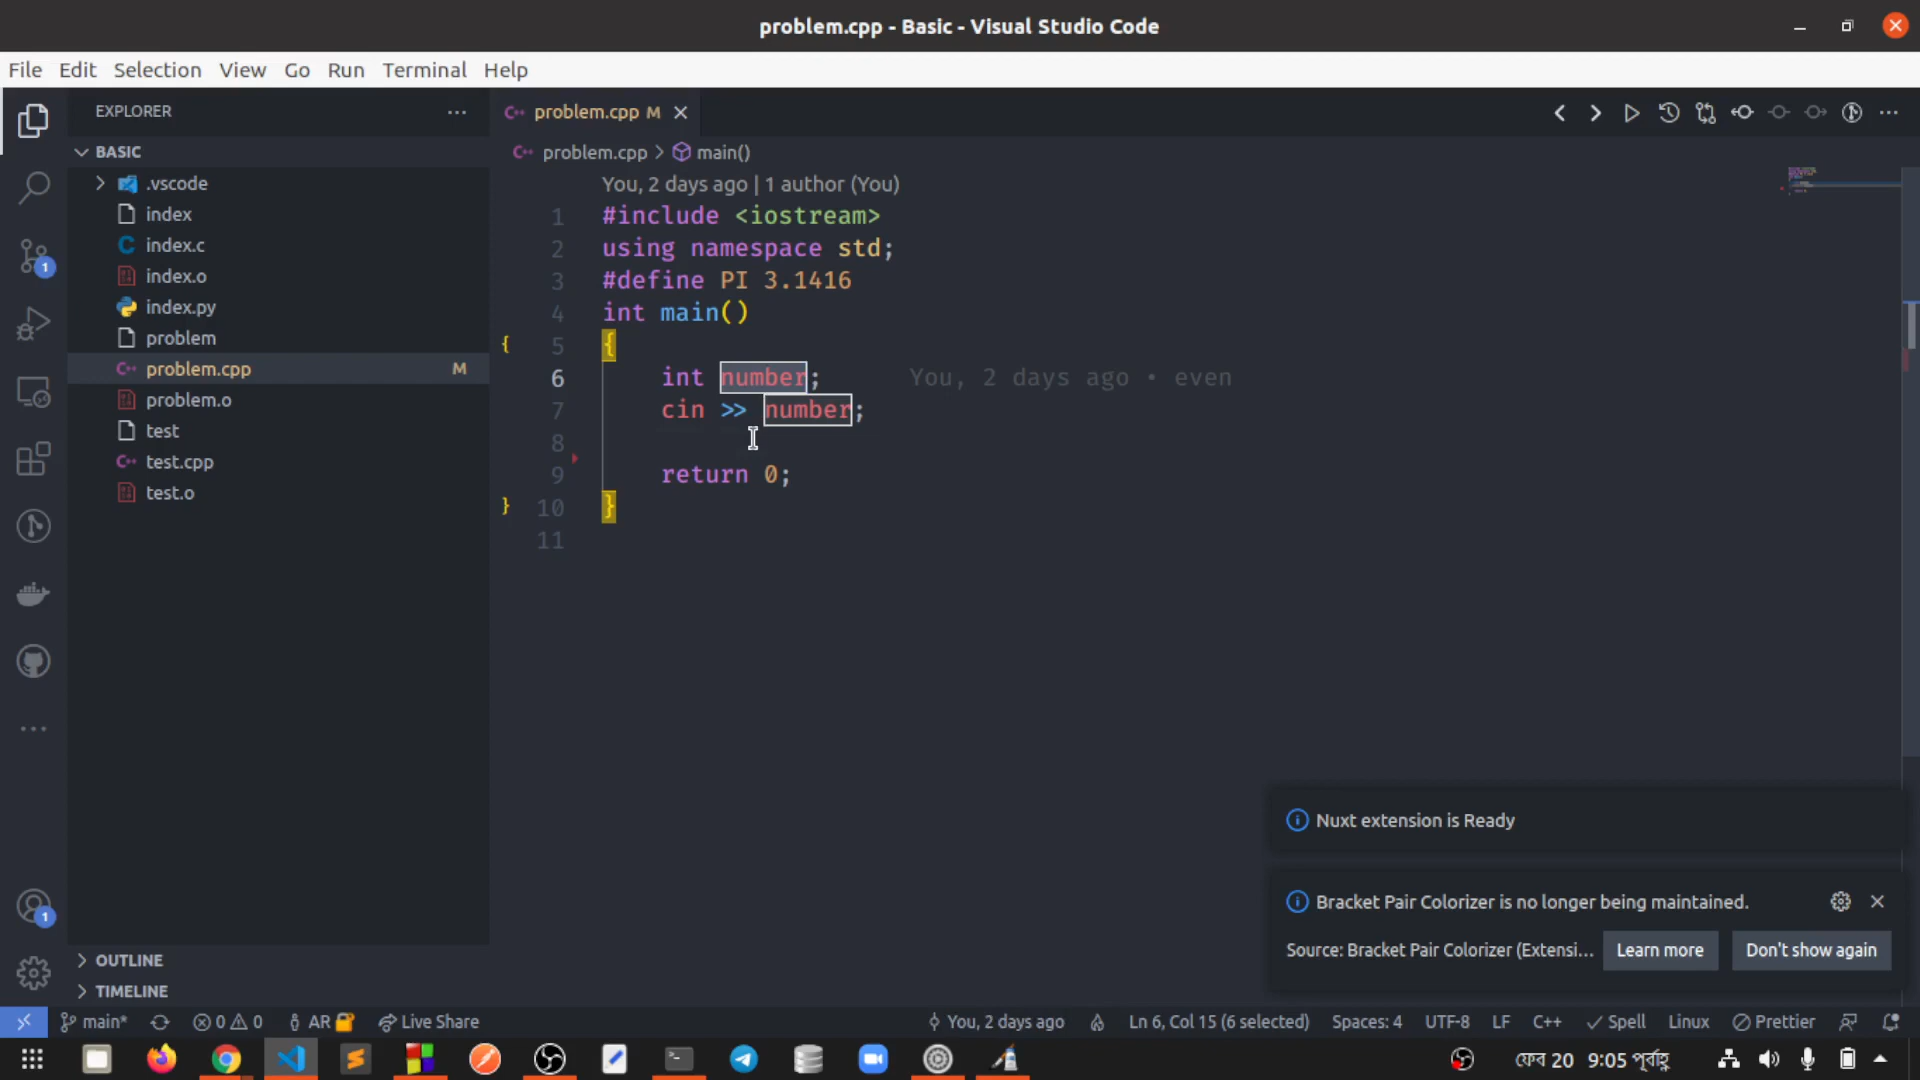 problem.cpp - Basic - Visual Studio Code
File Edit Selection View Go Run Terminal Help
EXPLORER
problem.cpp M
BASIC
problem.cpp > main()
.vscode
index
index.c
index.o
index.py
problem
problem.cpp M
problem.o
test
test.cpp
test.o
You, 2 days ago | 1 author (You)
1 #include <iostream>
2 using namespace std;
3 #define PI 3.1416
4 int main()
{ 5 {
6 int number; You, 2 days ago • even
7 cin >> number;
8
9 return 0;
} 10 }
11
Nuxt extension is Ready
Bracket Pair Colorizer is no longer being maintained.
Source: Bracket Pair Colorizer (Extensi... Learn more Don't show again
1
1
OUTLINE
TIMELINE
main* 0 0 AR Live Share You, 2 days ago Ln 6, Col 15 (6 selected) Spaces: 4 UTF-8 LF C++ Spell Linux Prettier
ফেব 20 9:05 পূর্বাহ্ণ